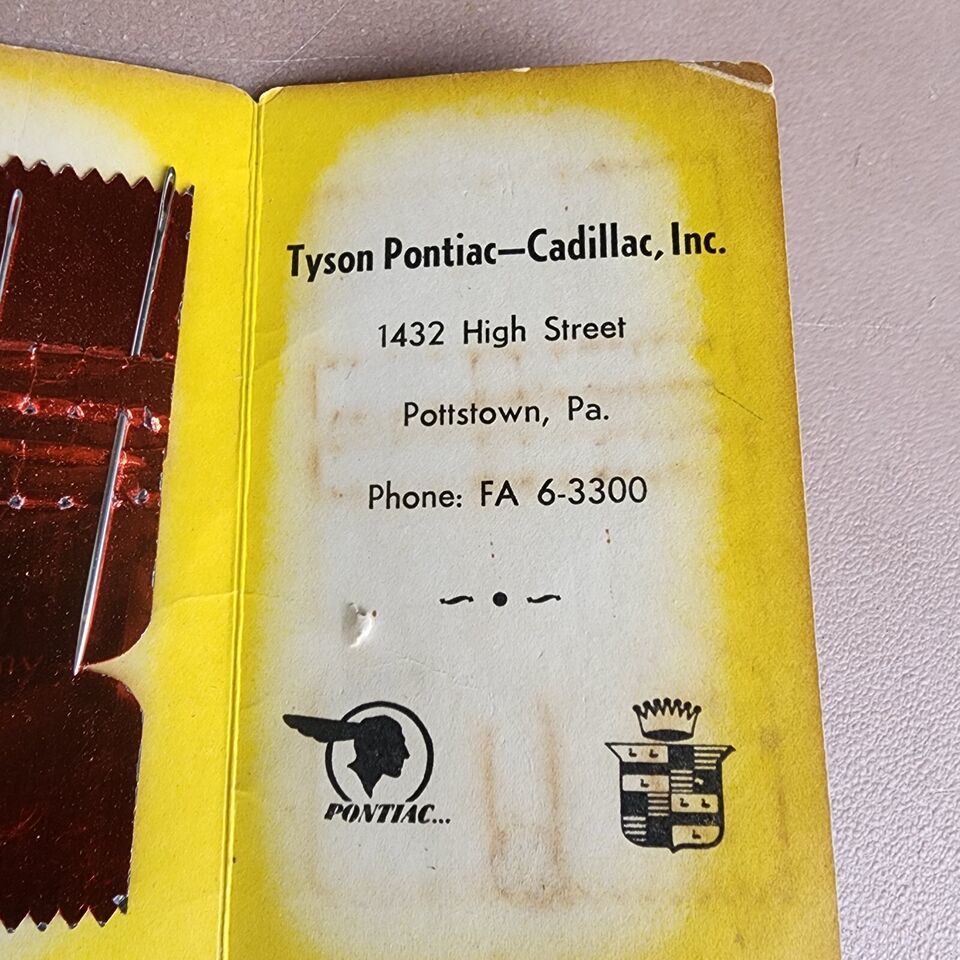 Tyson Pontiac—Cadillac, Inc.
1432 High Street
Pottstown, Pa.
Phone: FA 6-3300
PONTIAC...